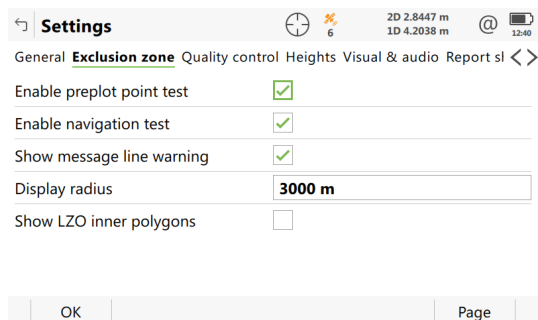 Settings
6
2D 2.8447 m
1D 4.2038 m
@
12:40
General Exclusion zone Quality control Heights Visual & audio Report sl
Enable preplot point test
Enable navigation test
Show message line warning
Display radius 3000 m
Show LZO inner polygons
OK Page